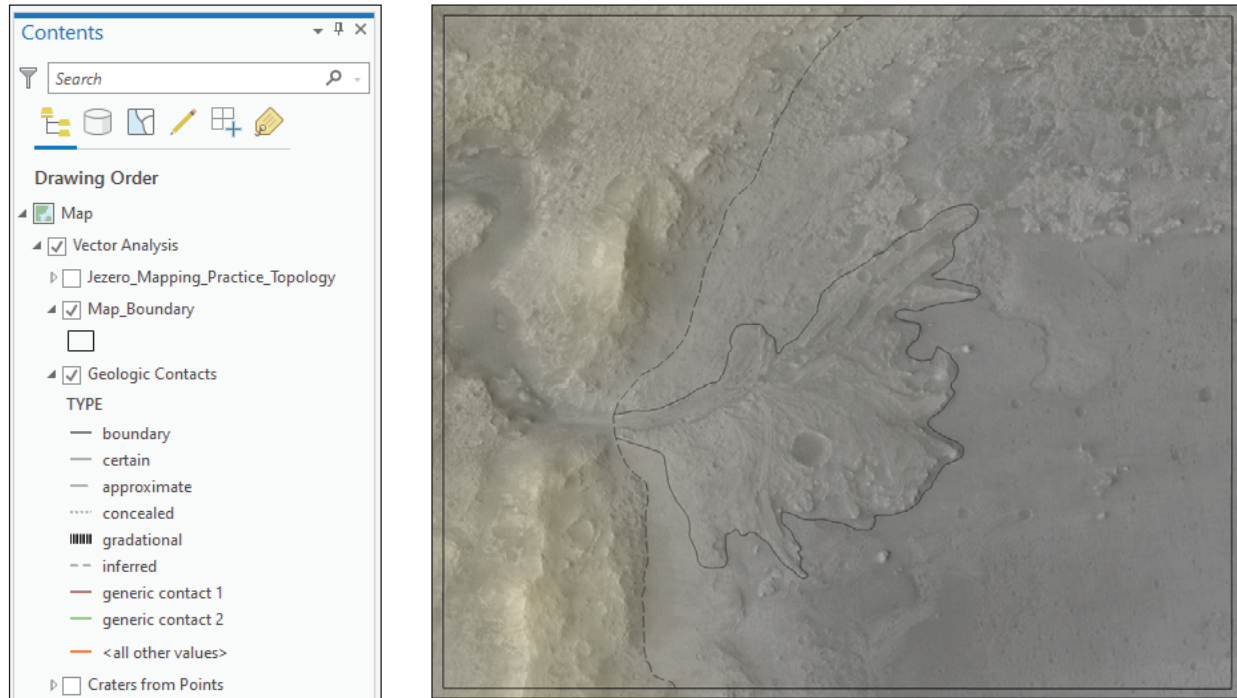 Contents
Search
Drawing Order
Map
Vector Analysis
Jezero_Mapping_Practice_Topology
Map_Boundary
Geologic Contacts
TYPE
boundary
certain
approximate
concealed
gradational
inferred
generic contact 1
generic contact 2
<all other values>
Craters from Points